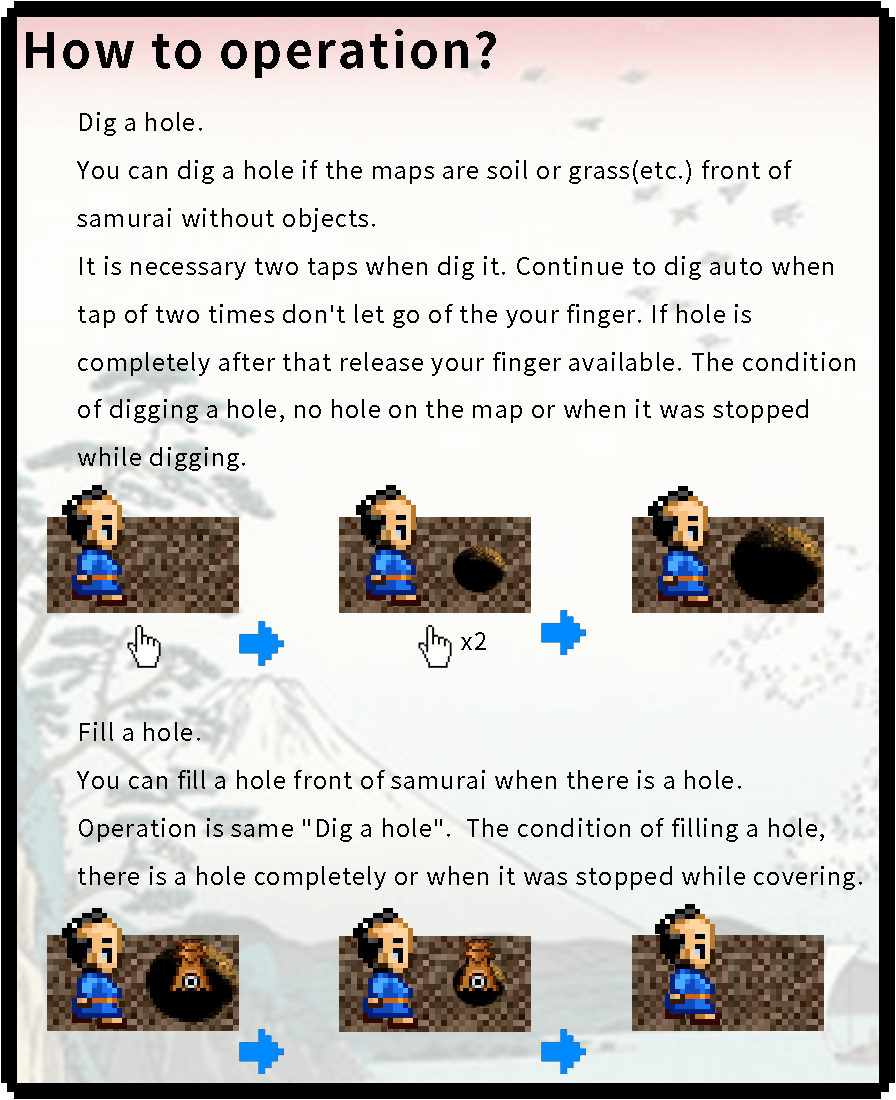 How to operation?
Dig a hole.
You can dig a hole if the maps are soil or grass(etc.) front of
samurai without objects.
It is necessary two taps when dig it. Continue to dig auto when
tap of two times don't let go of the your finger. If hole is
completely after that release your finger available. The condition
of digging a hole, no hole on the map or when it was stopped
while digging.
x2
Fill a hole.
You can fill a hole front of samurai when there is a hole.
Operation is same "Dig a hole".  The condition of filling a hole,
there is a hole completely or when it was stopped while covering.